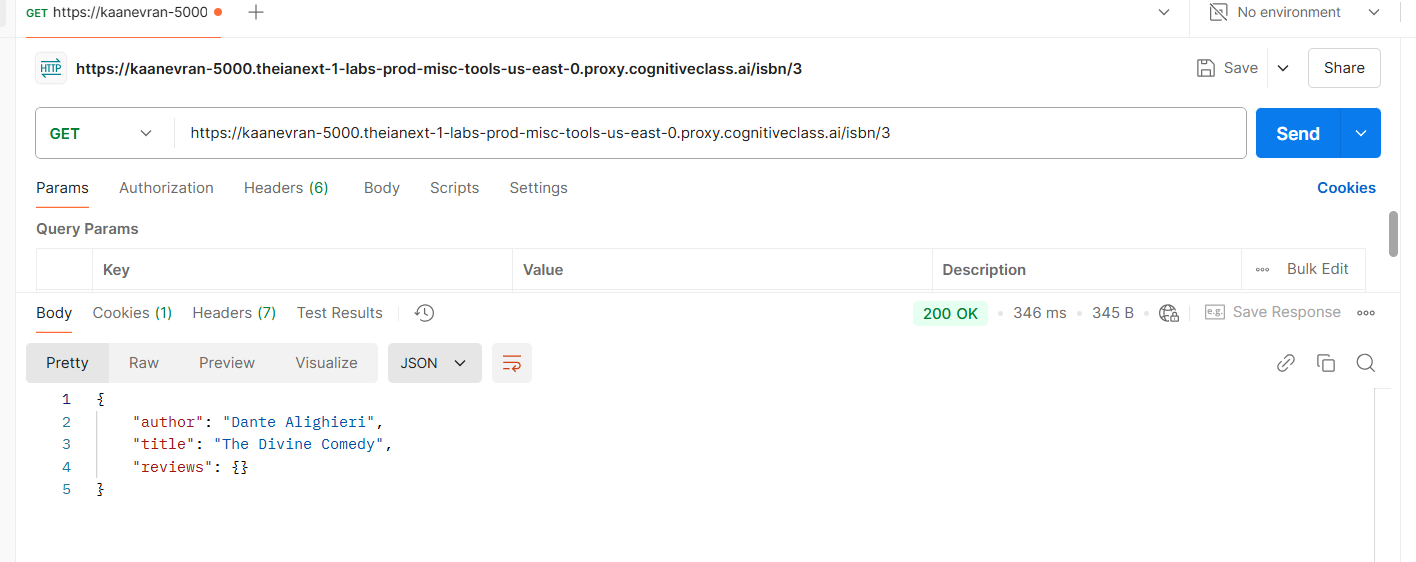 GET https://kaanevran-5000 No environment
HTTP https://kaanevran-5000.theianext-1-labs-prod-misc-tools-us-east-0.proxy.cognitiveclass.ai/isbn/3 Save Share
GET https://kaanevran-5000.theianext-1-labs-prod-misc-tools-us-east-0.proxy.cognitiveclass.ai/isbn/3 Send
Params Authorization Headers (6) Body Scripts Settings Cookies
Query Params
Key Value Description Bulk Edit
Body Cookies (1) Headers (7) Test Results 200 OK 346 ms 345 B e.g. Save Response
Pretty Raw Preview Visualize JSON
1 {
2 "author": "Dante Alighieri",
3 "title": "The Divine Comedy",
4 "reviews": {}
5 }